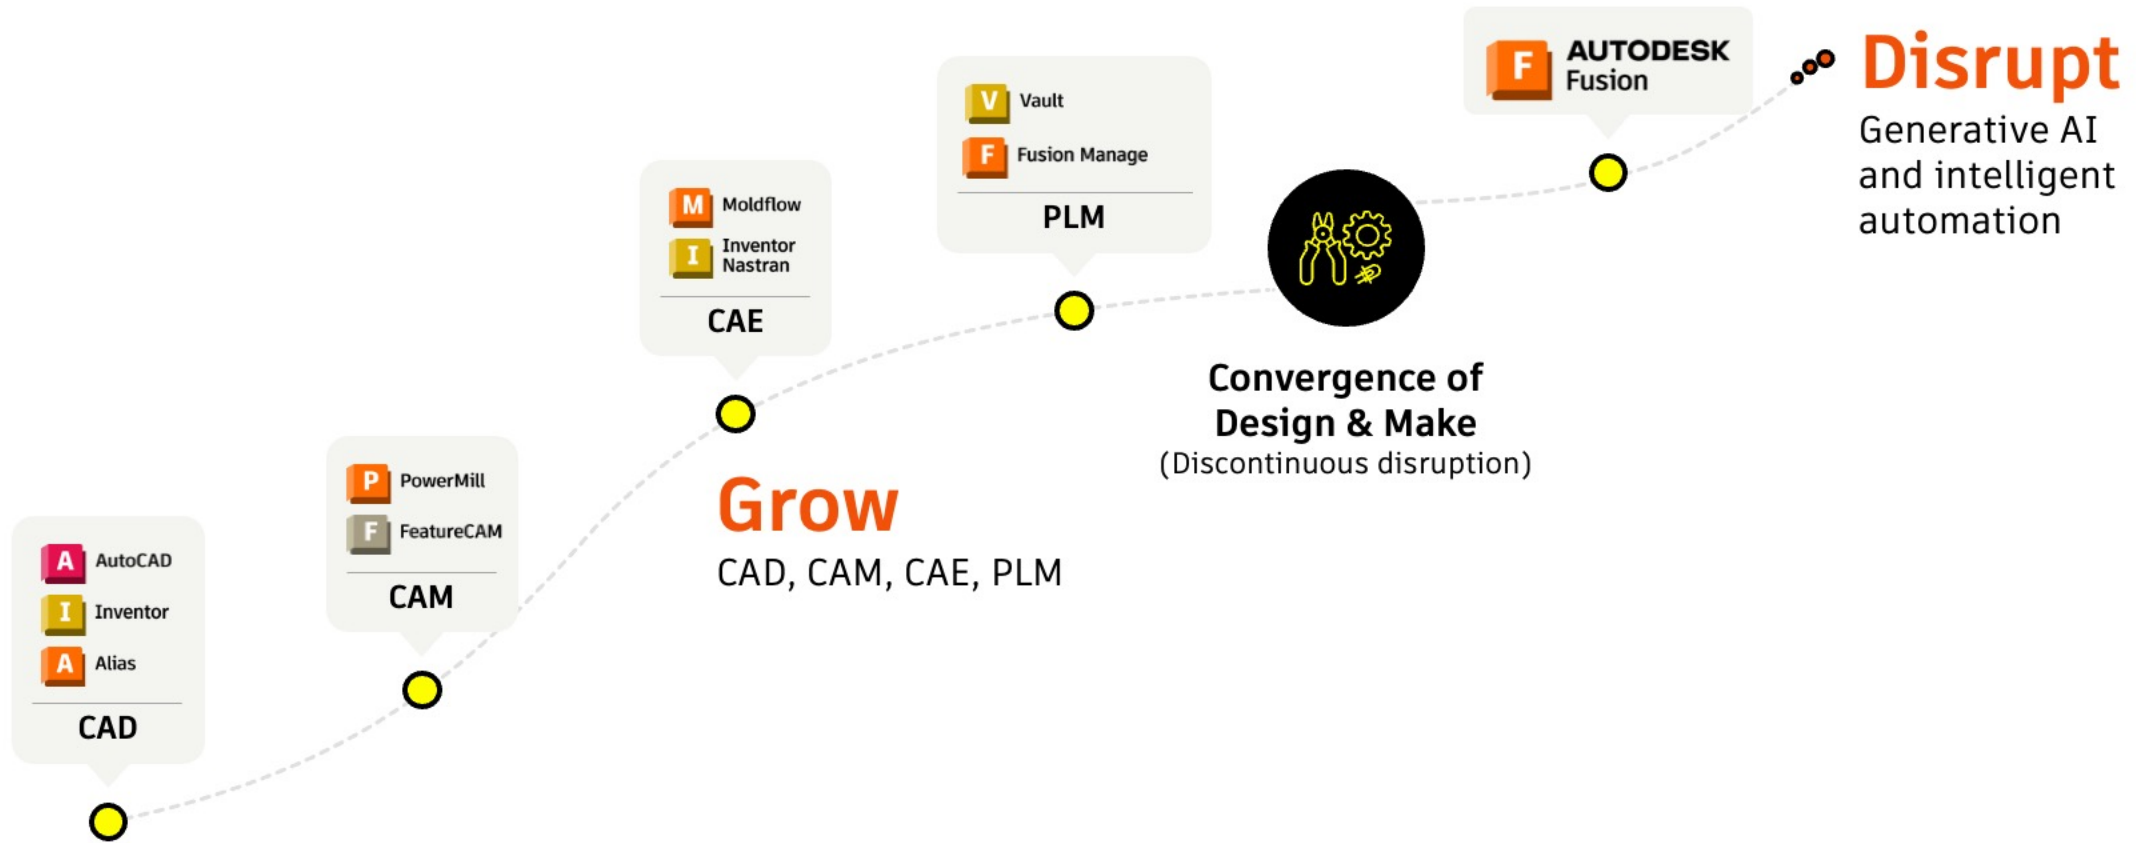 A AutoCAD
I Inventor
A Alias
CAD
P PowerMill
F FeatureCAM
CAM
M Moldflow
I Inventor
Nastran
CAE
Grow
CAD, CAM, CAE, PLM
V Vault
F Fusion Manage
PLM
Convergence of
Design & Make
(Discontinuous disruption)
F AUTODESK
Fusion
Disrupt
Generative AI
and intelligent
automation